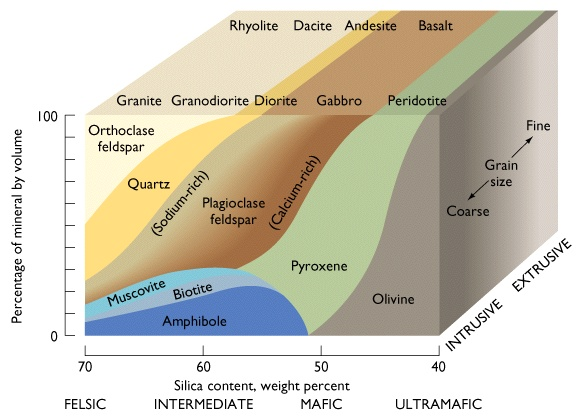 Rhyolite Dacite Andesite Basalt
Granite Granodiorite Diorite Gabbro Peridotite
100
Orthoclase
feldspar
Quartz
(Sodium-rich)
Plagioclase
feldspar
(Calcium-rich)
Muscovite
Biotite
Amphibole
Pyroxene
Olivine
Fine
Grain
size
Coarse
INTRUSIVE EXTRUSIVE
Percentage of mineral by volume
0
70 60 50 40
Silica content, weight percent
FELSIC INTERMEDIATE MAFIC ULTRAMAFIC